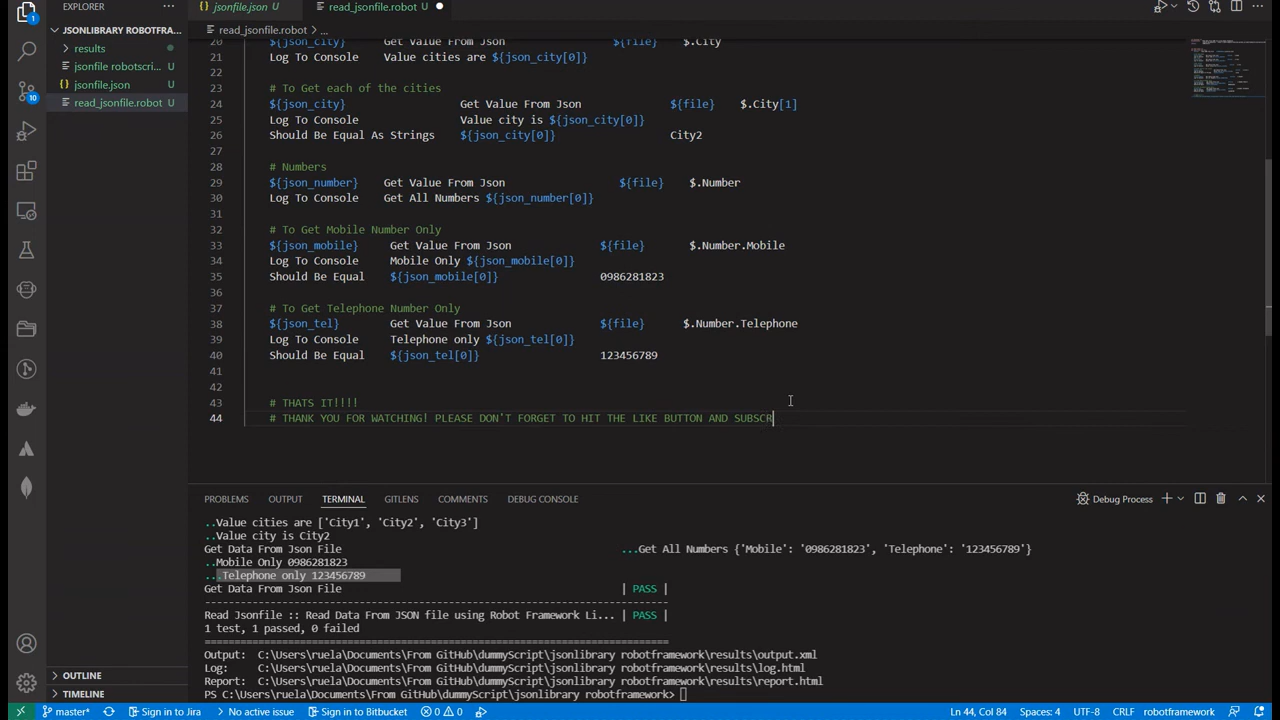 EXPLORER
···
jsonfile.json
read_jsonfile.robot
JSONLIBRARY ROBOTFRA...
results
jsonfile robotscri...
jsonfile.json
read_jsonfile.robot
1
10
read_jsonfile.robot > ...
20 ${json_city} Get Value From Json ${file} $.City
21 Log To Console Value cities are ${json_city[0]}
22
23 # To Get each of the cities
24 ${json_city} Get Value From Json ${file} $.City[1]
25 Log To Console Value city is ${json_city[0]}
26 Should Be Equal As Strings ${json_city[0]} City2
27
28 # Numbers
29 ${json_number} Get Value From Json ${file} $.Number
30 Log To Console Get All Numbers ${json_number[0]}
31
32 # To Get Mobile Number Only
33 ${json_mobile} Get Value From Json ${file} $.Number.Mobile
34 Log To Console Mobile Only ${json_mobile[0]}
35 Should Be Equal ${json_mobile[0]} 0986281823
36
37 # To Get Telephone Number Only
38 ${json_tel} Get Value From Json ${file} $.Number.Telephone
39 Log To Console Telephone only ${json_tel[0]}
40 Should Be Equal ${json_tel[0]} 123456789
41
42
43 # THATS IT!!!!
44 # THANK YOU FOR WATCHING! PLEASE DON'T FORGET TO HIT THE LIKE BUTTON AND SUBSCR
PROBLEMS OUTPUT TERMINAL GITLENS COMMENTS DEBUG CONSOLE
Debug Process
..Value cities are ['City1', 'City2', 'City3']
..Value city is City2
Get Data From Json File ...Get All Numbers {'Mobile': '0986281823', 'Telephone': '123456789'}
..Mobile Only 0986281823
...Telephone only 123456789
Get Data From Json File | PASS |
------------------------------------------------------------------------------
Read Jsonfile :: Read Data From JSON file using Robot Framework Li... | PASS |
1 test, 1 passed, 0 failed
==============================================================================
Output: C:\Users\ruela\Documents\From GitHub\dummyScript\jsonlibrary robotframework\results\output.xml
Log: C:\Users\ruela\Documents\From GitHub\dummyScript\jsonlibrary robotframework\results\log.html
Report: C:\Users\ruela\Documents\From GitHub\dummyScript\jsonlibrary robotframework\results\report.html
PS C:\Users\ruela\Documents\From GitHub\dummyScript\jsonlibrary robotframework>
OUTLINE
TIMELINE
master* Sign in to Jira No active issue Sign in to Bitbucket 0 0 Ln 44, Col 84 Spaces: 4 UTF-8 CRLF robotframework